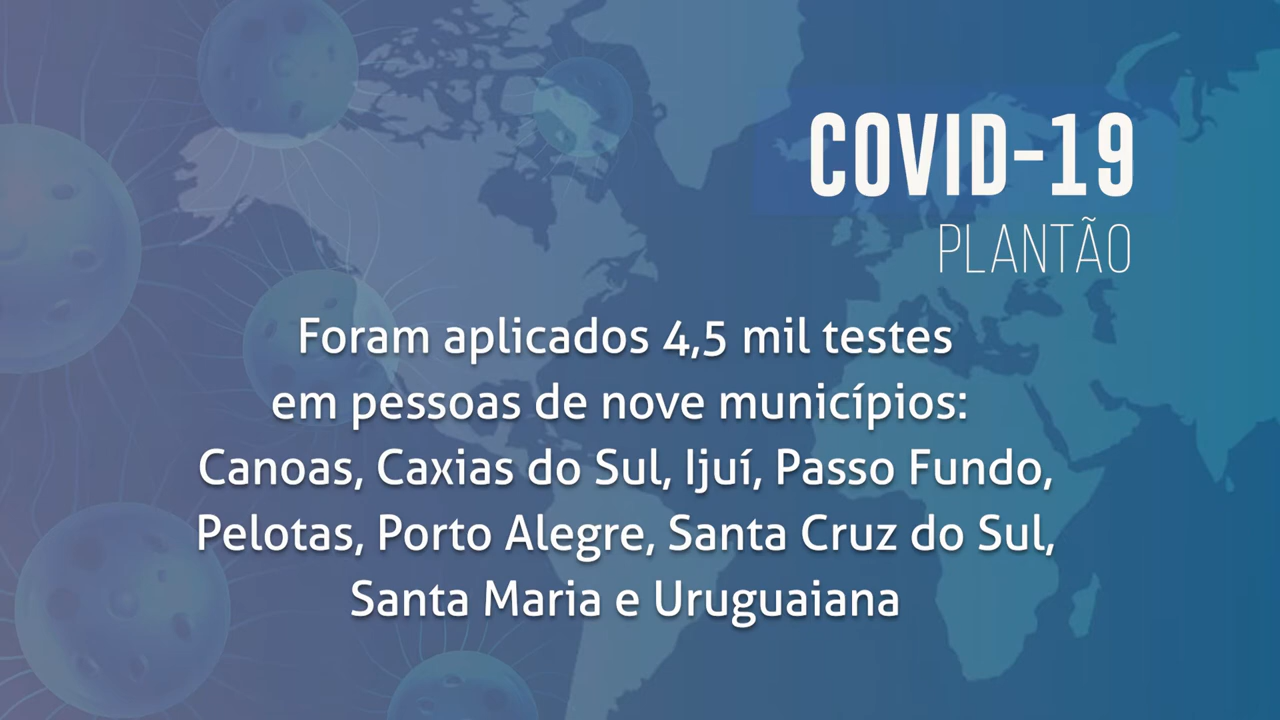 COVID-19
PLANTÃO
Foram aplicados 4,5 mil testes
em pessoas de nove municípios:
Canoas, Caxias do Sul, Ijuí, Passo Fundo,
Pelotas, Porto Alegre, Santa Cruz do Sul,
Santa Maria e Uruguaiana